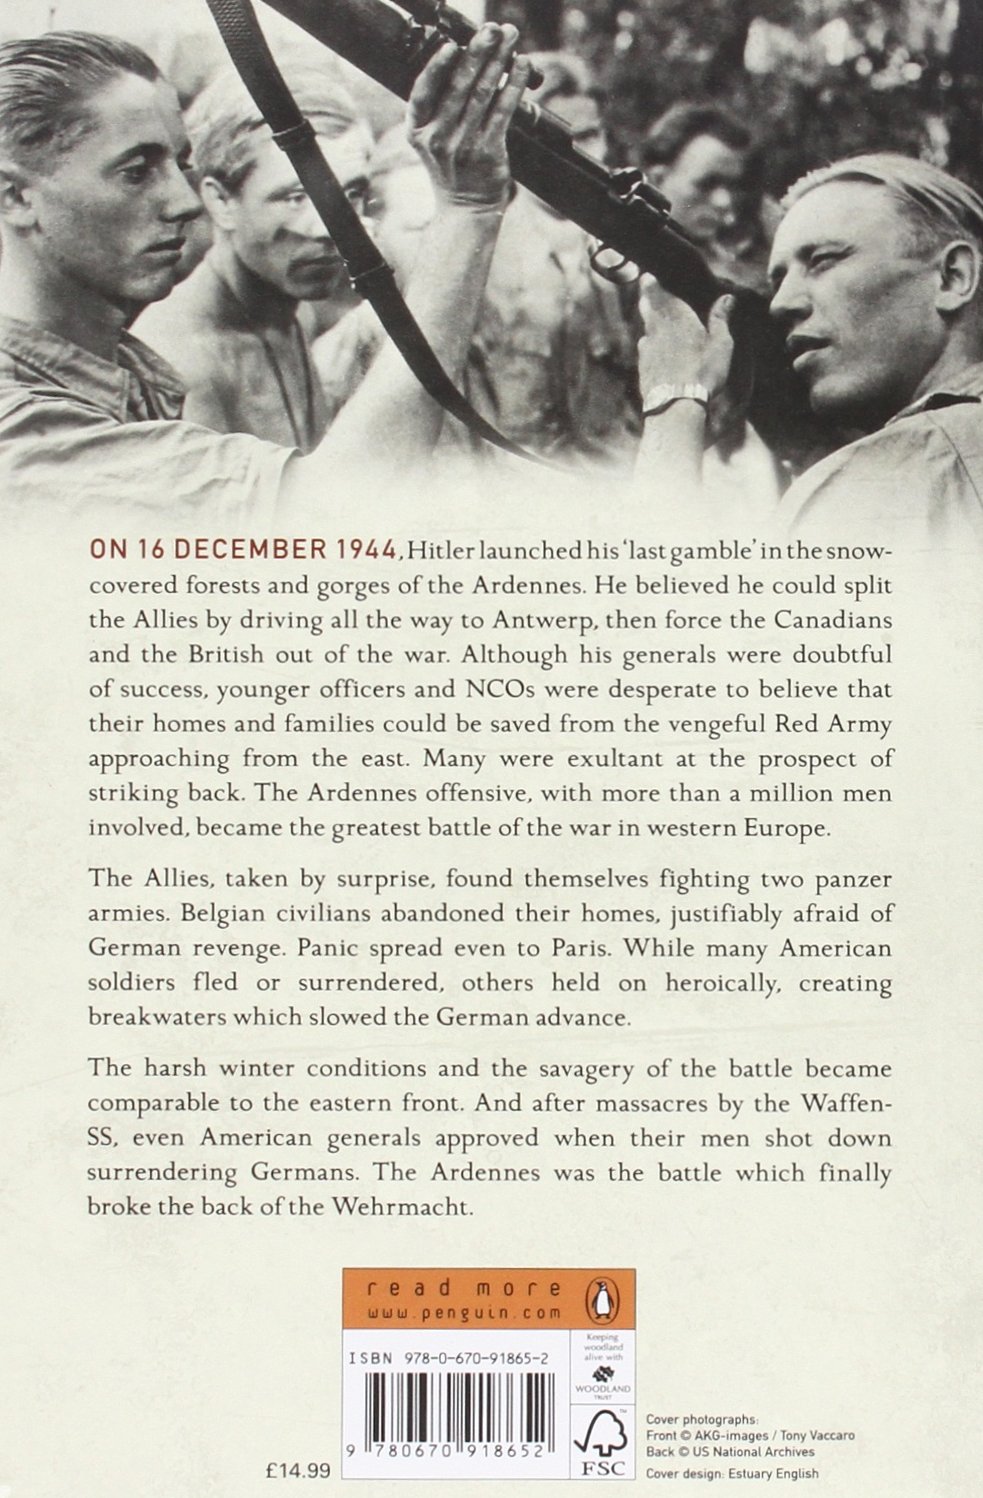 ON 16 DECEMBER 1944, Hitler launched his ‘last gamble’ in the snow-
covered forests and gorges of the Ardennes. He believed he could split
the Allies by driving all the way to Antwerp, then force the Canadians
and the British out of the war. Although his generals were doubtful
of success, younger officers and NCOs were desperate to believe that
their homes and families could be saved from the vengeful Red Army
approaching from the east. Many were exultant at the prospect of
striking back. The Ardennes offensive, with more than a million men
involved, became the greatest battle of the war in western Europe.
The Allies, taken by surprise, found themselves fighting two panzer
armies. Belgian civilians abandoned their homes, justifiably afraid of
German revenge. Panic spread even to Paris. While many American
soldiers fled or surrendered, others held on heroically, creating
breakwaters which slowed the German advance.
The harsh winter conditions and the savagery of the battle became
comparable to the eastern front. And after massacres by the Waffen-
SS, even American generals approved when their men shot down
surrendering Germans. The Ardennes was the battle which finally
broke the back of the Wehrmacht.
read more
www.penguin.com
ISBN 978-0-670-91865-2
9 780670 918652
£14.99
Keeping
woodland
alive with
WOODLAND
TRUST
FSC
™
Cover photographs:
Front © AKG-images / Tony Vaccaro
Back © US National Archives
Cover design: Estuary English